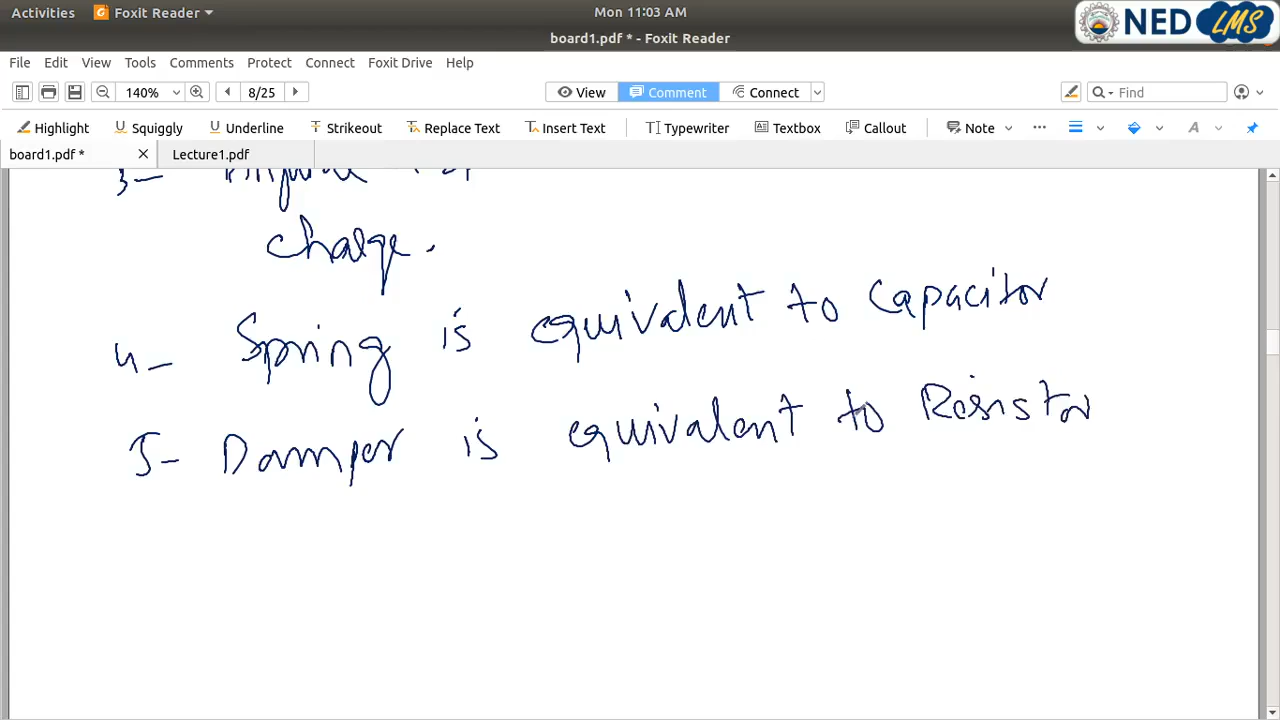 Activities Foxit Reader Mon 11:03 AM
NED LMS
board1.pdf * - Foxit Reader
File Edit View Tools Comments Protect Connect Foxit Drive Help
140% 8/25 View Comment Connect Find
Highlight Squiggly Underline Strikeout Replace Text Insert Text Typewriter Textbox Callout Note ... A
board1.pdf * Lecture1.pdf
3-
charge.
4- Spring is equivalent to Capacitor
5- Damper is equivalent to Resistor